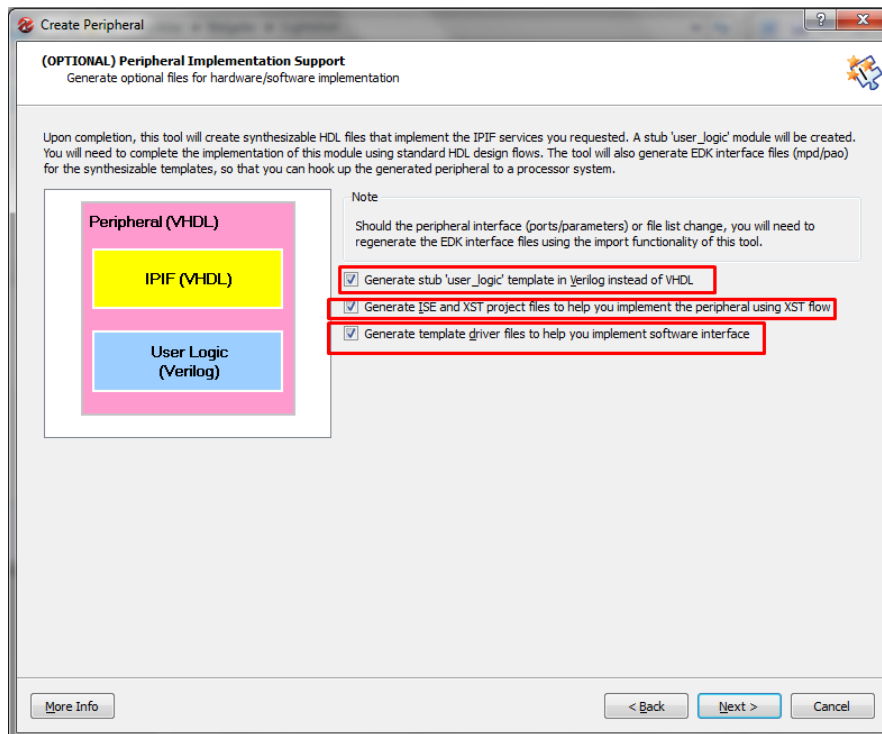 Create Peripheral
(OPTIONAL) Peripheral Implementation Support
Generate optional files for hardware/software implementation
Upon completion, this tool will create synthesizable HDL files that implement the IPIF services you requested. A stub 'user_logic' module will be created.
You will need to complete the implementation of this module using standard HDL design flows. The tool will also generate EDK interface files (mpd/pao)
for the synthesizable templates, so that you can hook up the generated peripheral to a processor system.
Peripheral (VHDL)
IPIF (VHDL)
User Logic
(Verilog)
Note
Should the peripheral interface (ports/parameters) or file list change, you will need to
regenerate the EDK interface files using the import functionality of this tool.
Generate stub 'user_logic' template in Verilog instead of VHDL
Generate ISE and XST project files to help you implement the peripheral using XST flow
Generate template driver files to help you implement software interface
More Info
< Back
Next >
Cancel